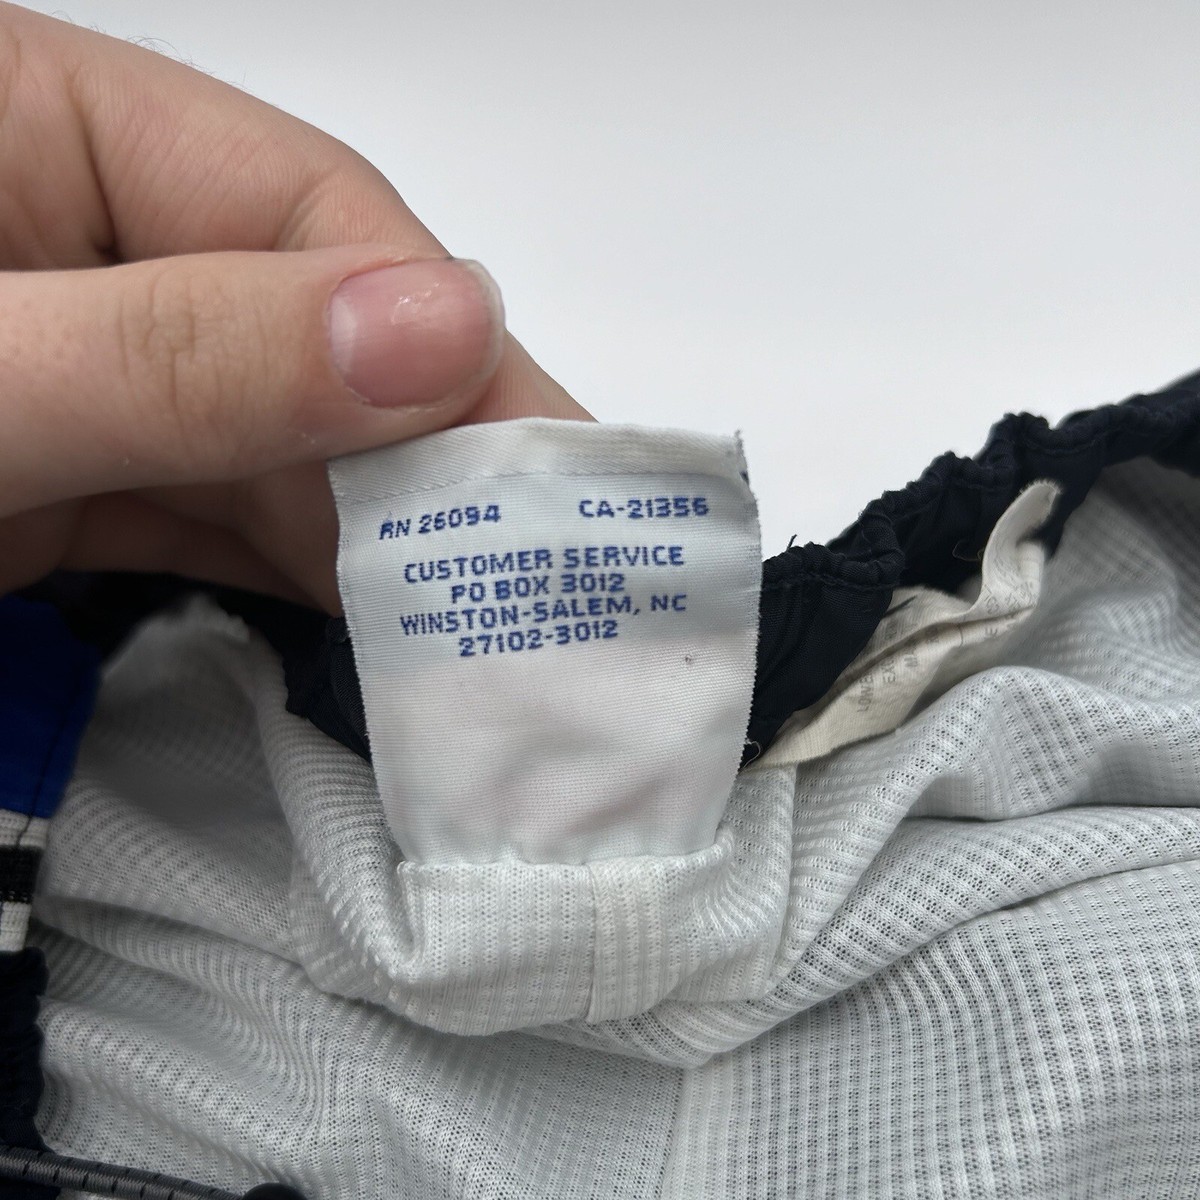 RN 26094 CA-21356
CUSTOMER SERVICE
PO BOX 3012
WINSTON-SALEM, NC
27102-3012